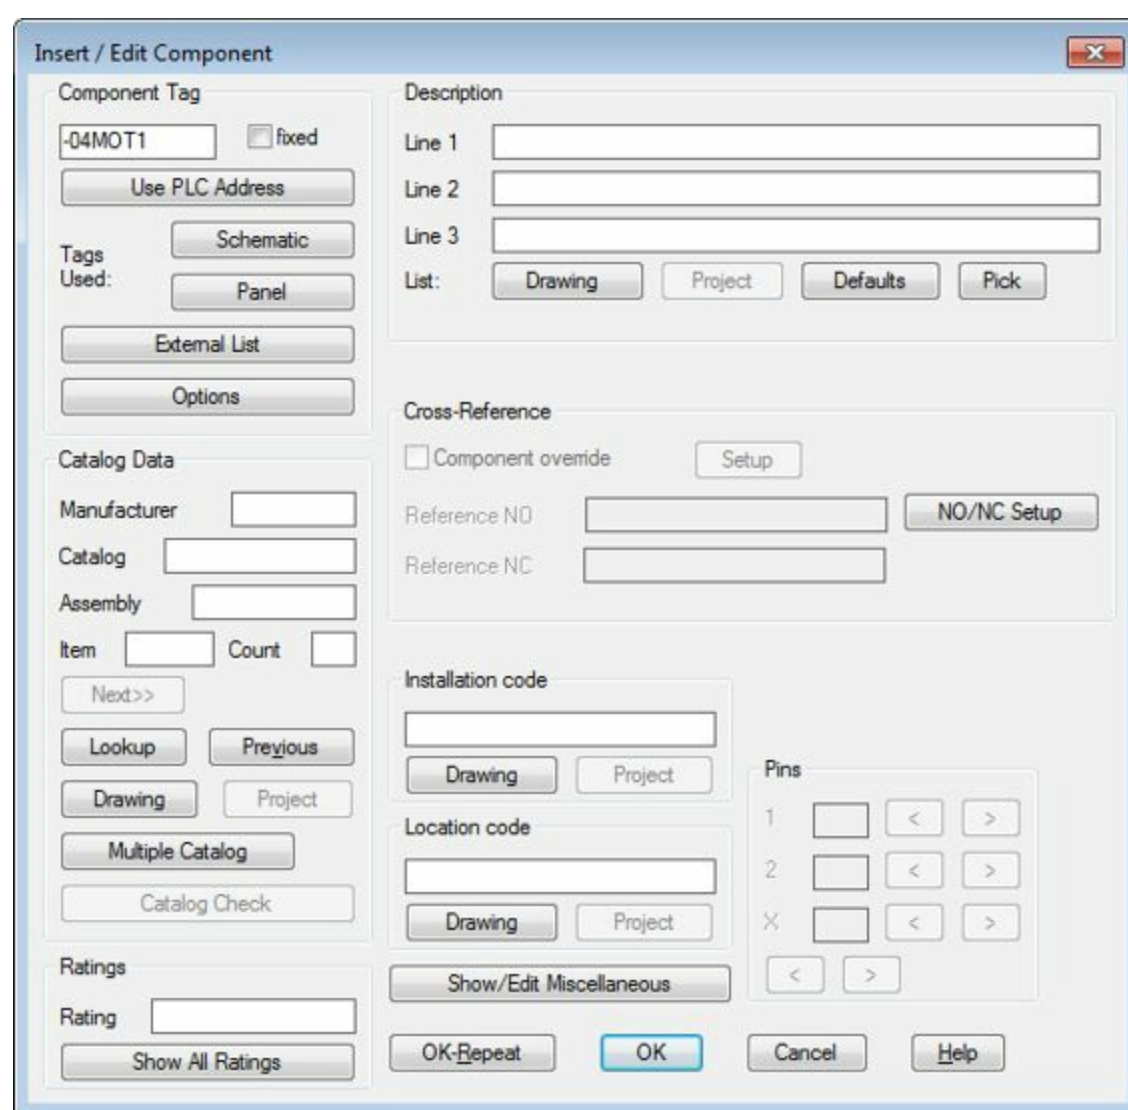 Insert / Edit Component
Component Tag
-04MOT1 fixed
Use PLC Address
Tags Used:
Schematic
Panel
External List
Options
Catalog Data
Manufacturer
Catalog
Assembly
Item Count
Next>>
Lookup Previous
Drawing Project
Multiple Catalog
Catalog Check
Ratings
Rating
Show All Ratings
Description
Line 1
Line 2
Line 3
List: Drawing Project Defaults Pick
Cross-Reference
Component override Setup
Reference NO NO/NC Setup
Reference NC
Installation code
Drawing Project
Location code
Drawing Project
Show/Edit Miscellaneous
Pins
1 < >
2 < >
X < >
< >
OK-Repeat OK Cancel Help